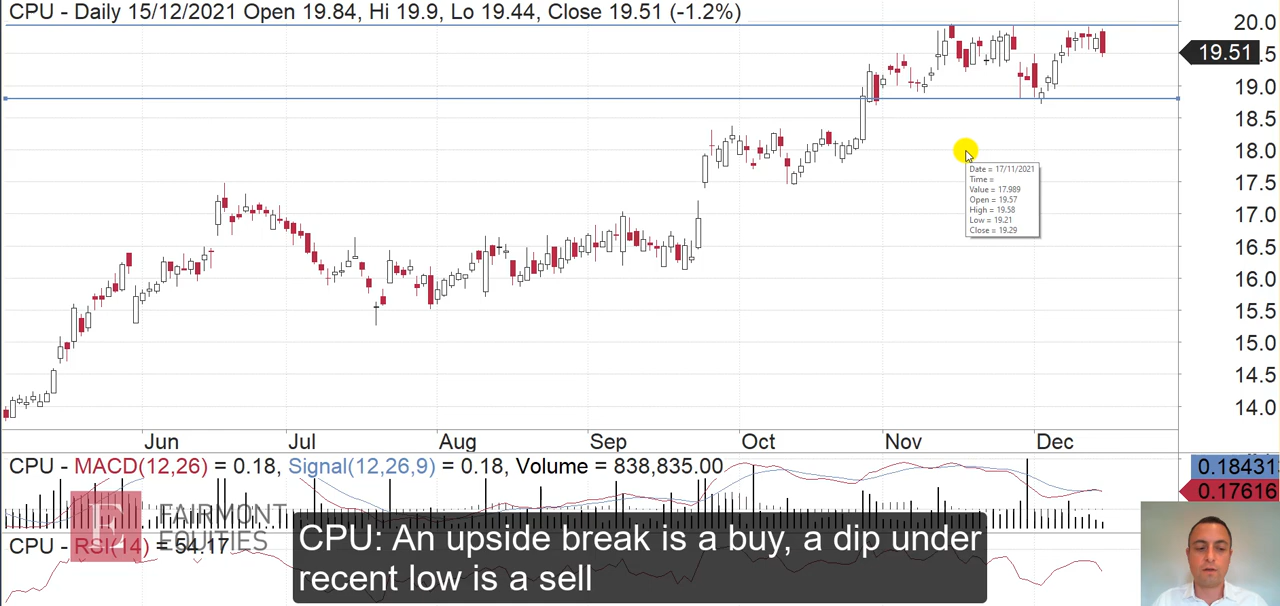 CPU - Daily 15/12/2021 Open 19.84, Hi 19.9, Lo 19.44, Close 19.51 (-1.2%)
20.0
19.51
.5
19.0
18.5
18.0
17.5
17.0
16.5
16.0
15.5
15.0
14.5
14.0
Date = 17/11/2021
Time =
Value = 17.989
Open = 19.57
High = 19.58
Low = 19.21
Close = 19.29
Jun Jul Aug Sep Oct Nov Dec
CPU - MACD(12,26) = 0.18, Signal(12,26,9) = 0.18, Volume = 838,835.00
0.18431
0.17616
E FAIRMONT
EQUITIES
CPU - RSI(14) = 54.17
CPU: An upside break is a buy, a dip under
recent low is a sell